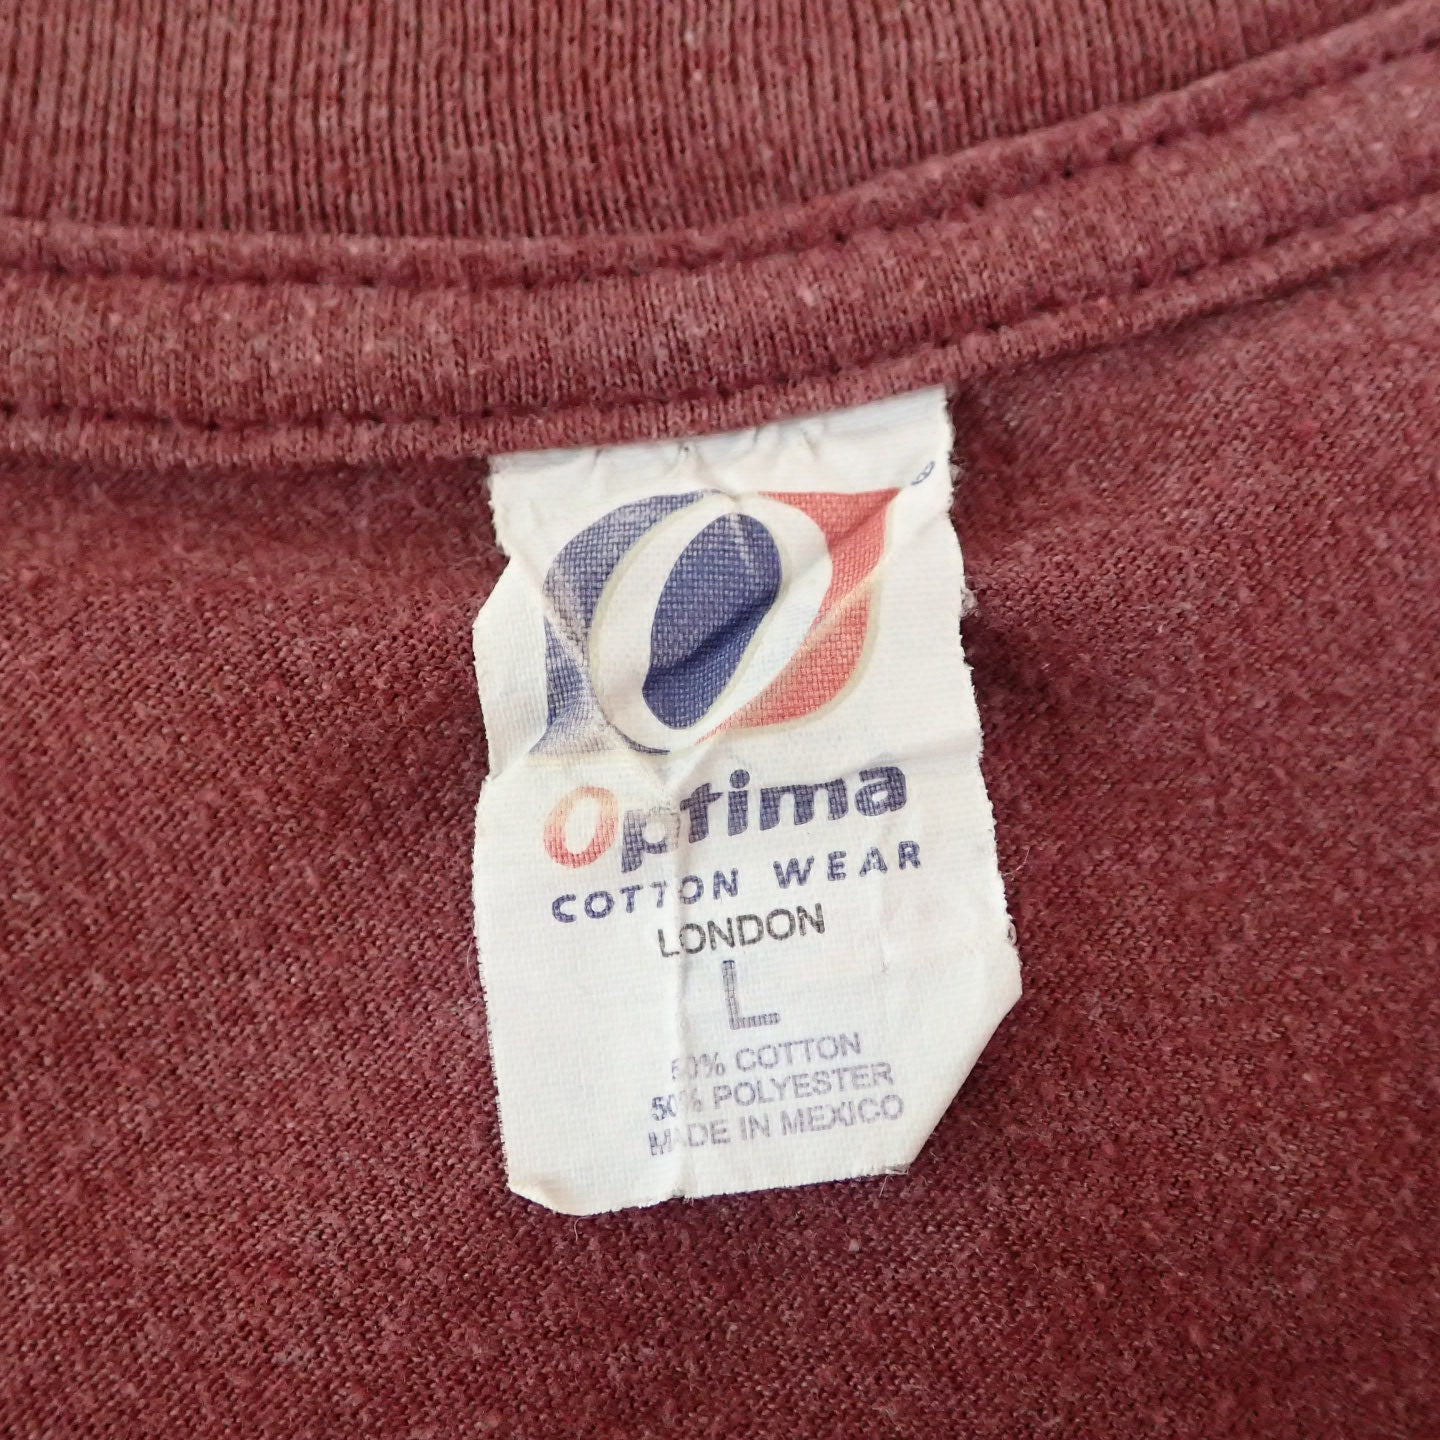 ®
Optima
COTTON WEAR
LONDON
L
50% COTTON
50% POLYESTER
MADE IN MEXICO